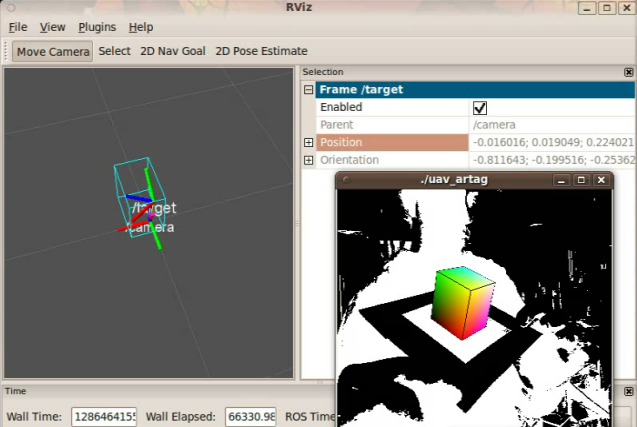 RViz
File View Plugins Help
Move Camera Select 2D Nav Goal 2D Pose Estimate
Selection
Frame /target
Enabled
Parent /camera
Position -0.016016; 0.019049; 0.224021
Orientation -0.811643; -0.199516; -0.25362
/target
/camera
./uav_artag
Time
Wall Time: 1286464155 Wall Elapsed: 66330.98 ROS Time